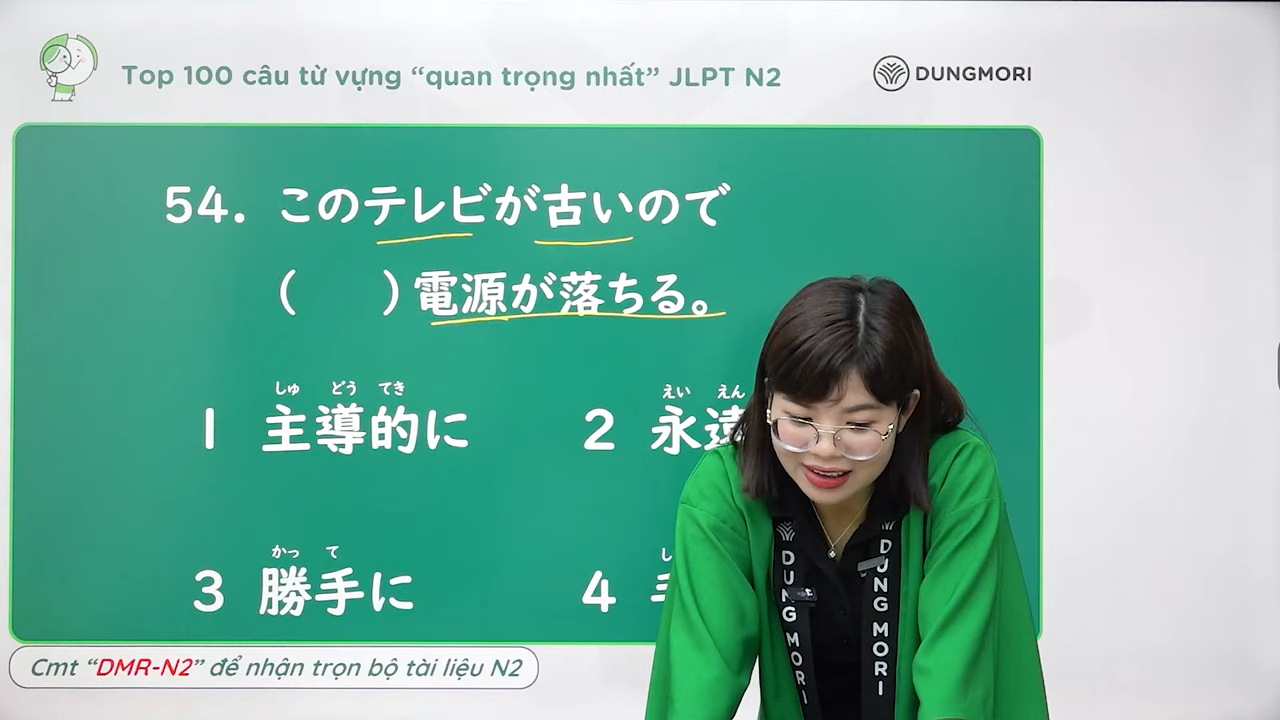 Top 100 câu từ vựng “quan trọng nhất” JLPT N2
DUNGMORI
54. このテレビが古いので
( ) 電源が落ちる。
しゅ どう てき
1 主導的に
えい えん
2 永遠
かっ て
3 勝手に
4
DUNG MORI
DUNG MORI
Cmt “DMR-N2” để nhận trọn bộ tài liệu N2